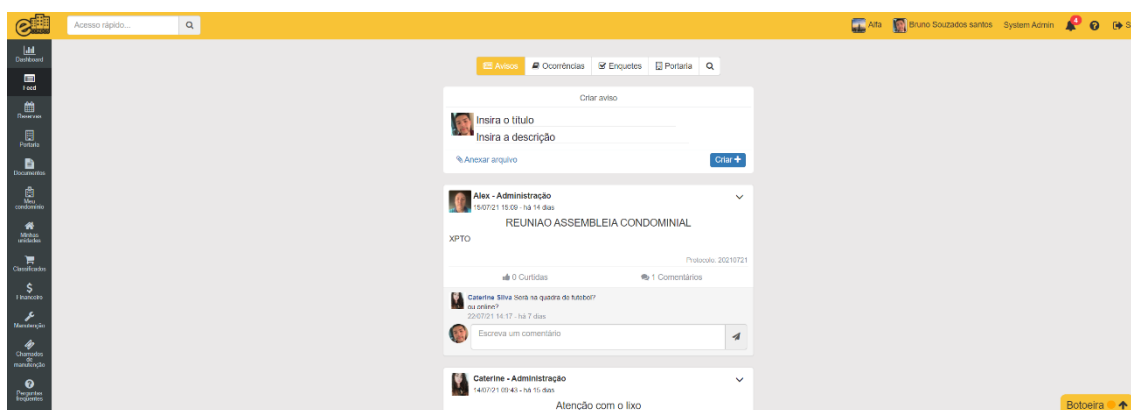 Acesso rápido...
Alfa
Bruno Souzados santos
System Admin
4
Dashboard
Feed
Reservas
Portaria
Documentos
Meu
condomínio
Minhas
unidades
Classificados
Financeiro
Manutenção
Chamados
de
manutenção
Perguntas
frequentes
Avisos
Ocorrências
Enquetes
Portaria
Criar aviso
Insira o título
Insira a descrição
Anexar arquivo
Criar +
Alex - Administração
15/07/21 15:09 - há 14 dias
REUNIAO ASSEMBLEIA CONDOMINIAL
XPTO
Protocolo: 20210721
0 Curtidas
1 Comentários
Caterine Silva Será na quadra de futebol?
ou online?
22/07/21 14:17 - há 7 dias
Escreva um comentário
Caterine - Administração
14/07/21 09:43 - há 15 dias
Atenção com o lixo
Botoeira